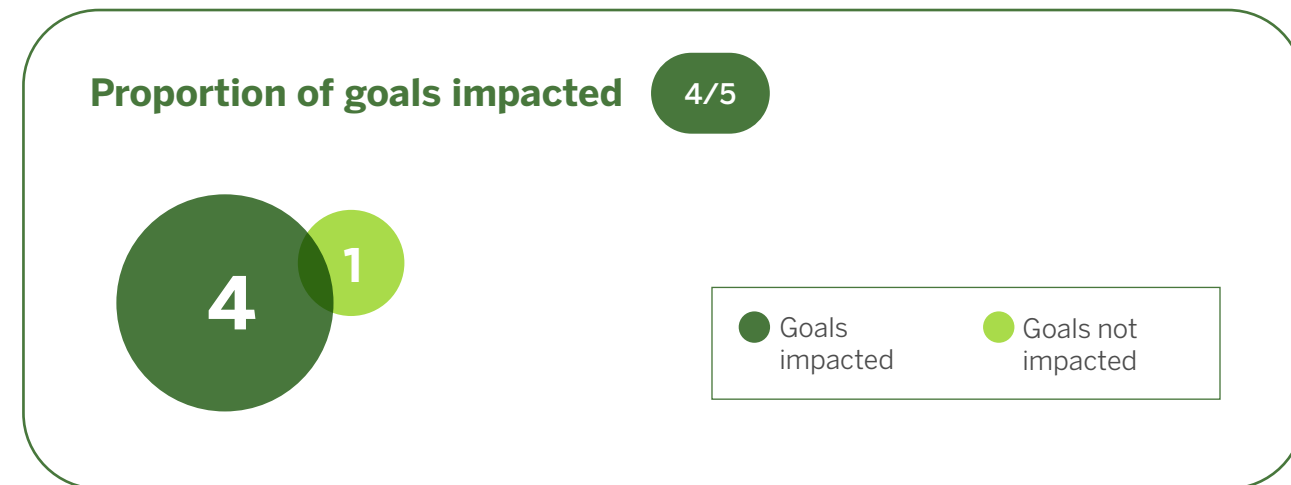 Proportion of goals impacted
4/5
4
1
Goals
impacted
Goals not
impacted